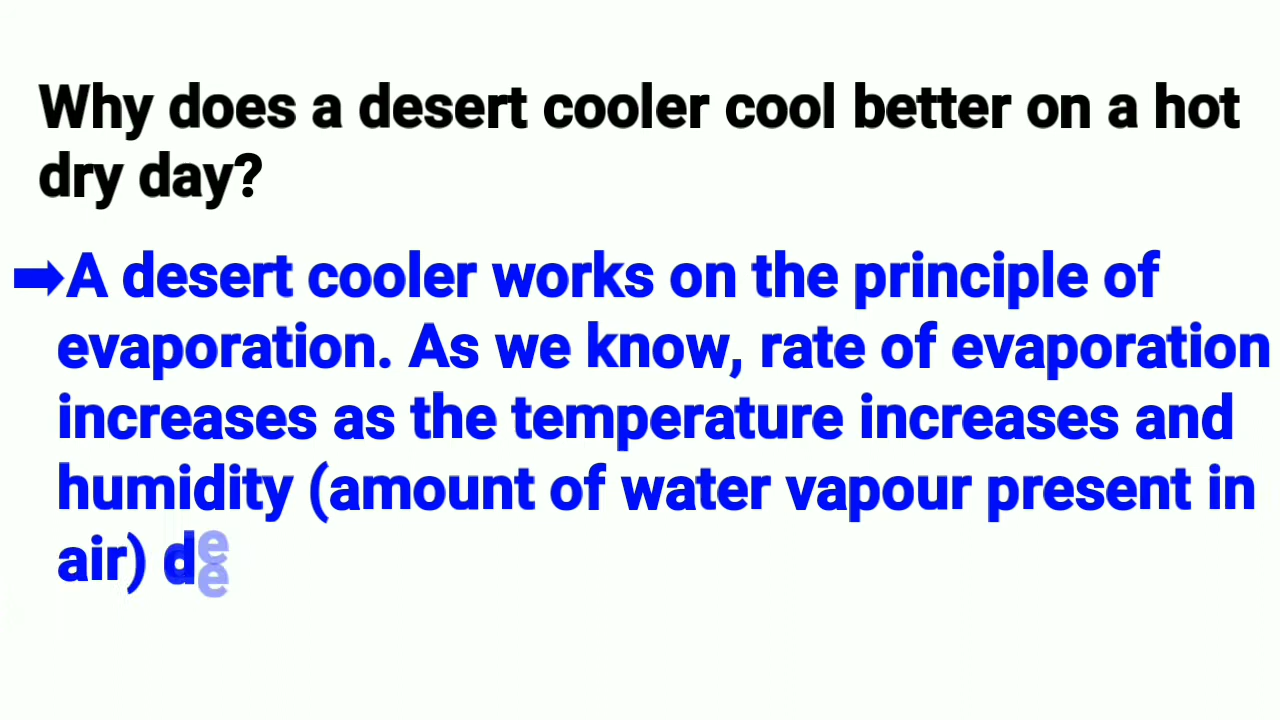 Why does a desert cooler cool better on a hot
dry day?
➡A desert cooler works on the principle of
evaporation. As we know, rate of evaporation
increases as the temperature increases and
humidity (amount of water vapour present in
air) de